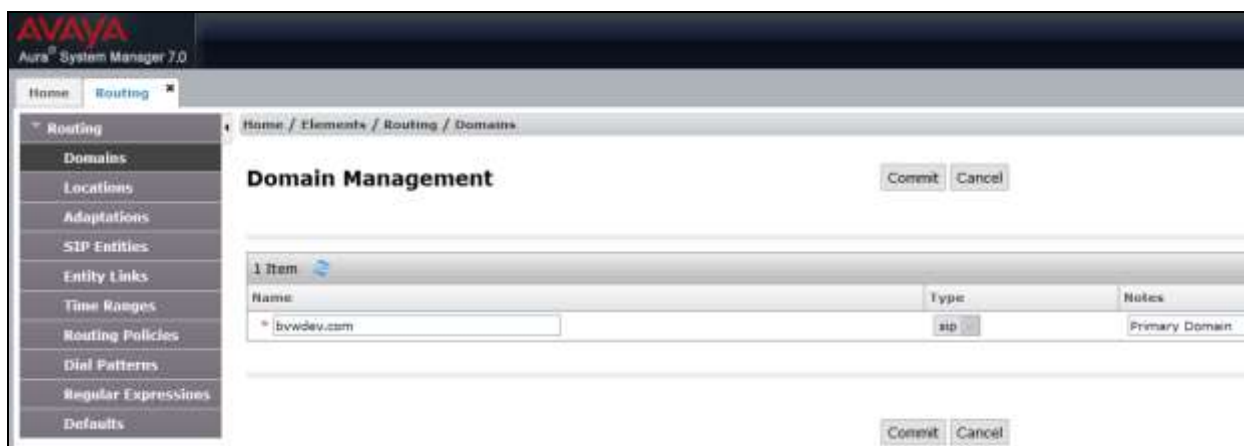 AVAYA
Aura® System Manager 7.0
Home Routing ✖
Routing
Domains
Locations
Adaptations
SIP Entities
Entity Links
Time Ranges
Routing Policies
Dial Patterns
Regular Expressions
Defaults
Home / Elements / Routing / Domains
Domain Management
Commit Cancel
1 Item
Name Type Notes
* bvwdev.com sip Primary Domain
Commit Cancel